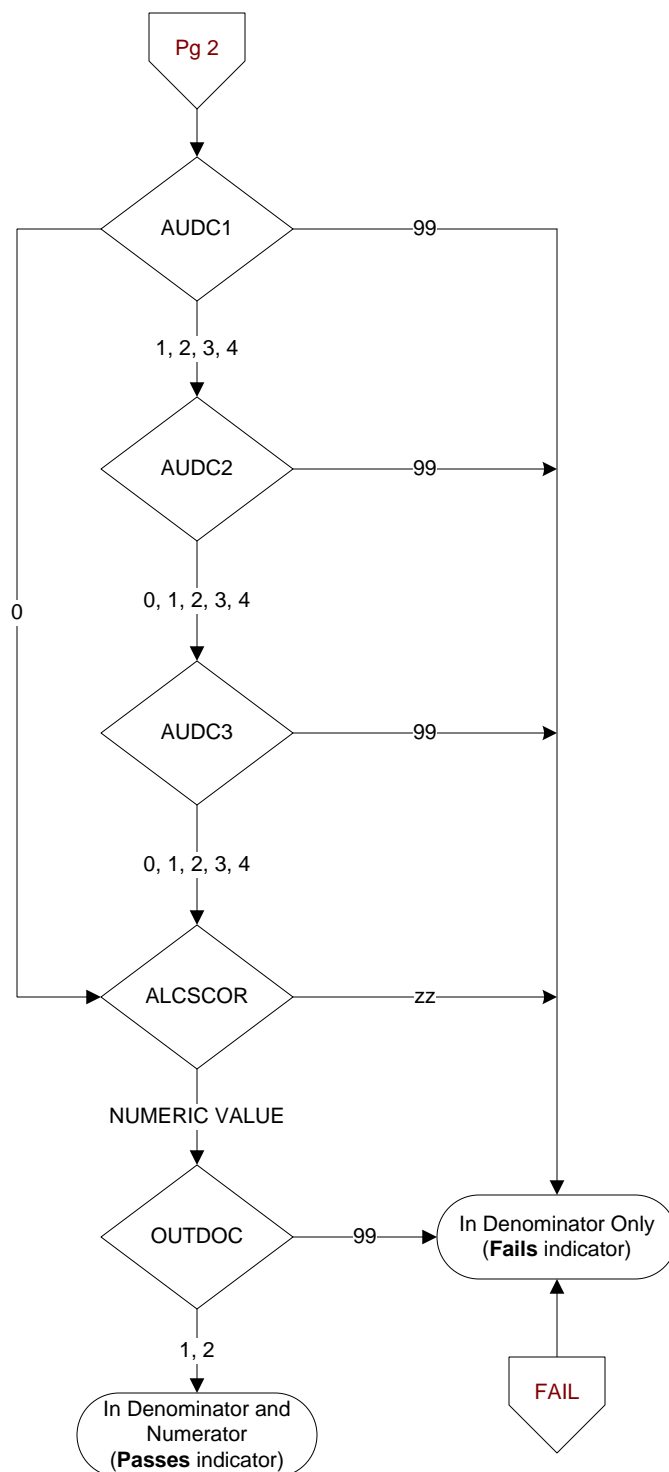 Pg 2
AUDC1
99
1, 2, 3, 4
AUDC2
99
0
0, 1, 2, 3, 4
AUDC3
99
0, 1, 2, 3, 4
ALCSCOR
zz
NUMERIC VALUE
OUTDOC
99
In Denominator Only
(Fails indicator)
1, 2
FAIL
In Denominator and
Numerator
(Passes indicator)